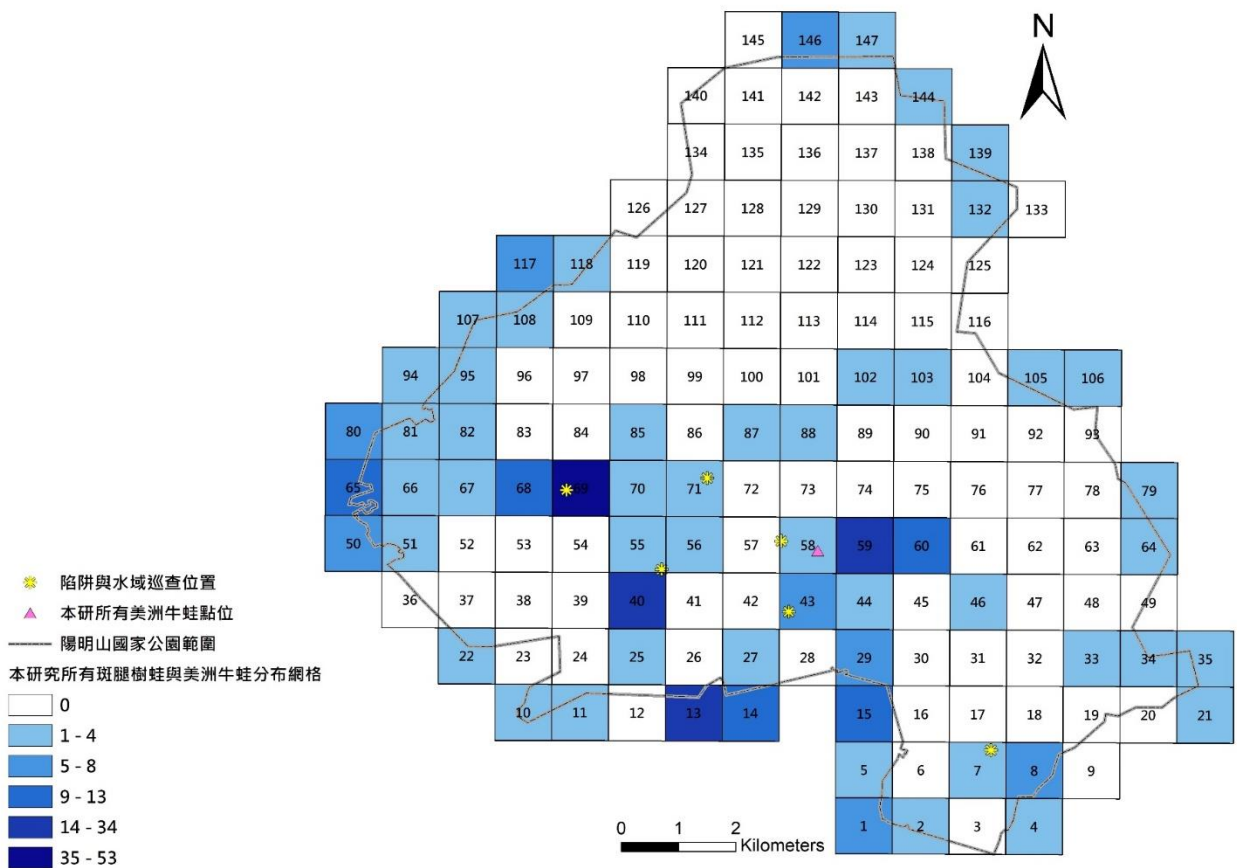 N
145 146 147
140 141 142 143 144
134 135 136 137 138 139
126 127 128 129 130 131 132 133
117 118 119 120 121 122 123 124 125
107 108 109 110 111 112 113 114 115 116
94 95 96 97 98 99 100 101 102 103 104 105 106
80 81 82 83 84 85 86 87 88 89 90 91 92 93
65 66 67 68 69 70 71 72 73 74 75 76 77 78 79
50 51 52 53 54 55 56 57 58 59 60 61 62 63 64
36 37 38 39 40 41 42 43 44 45 46 47 48 49
22 23 24 25 26 27 28 29 30 31 32 33 34 35
10 11 12 13 14 15 16 17 18 19 20 21
5 6 7 8 9
1 2 3 4
陷阱與水域巡查位置
本研所有美洲牛蛙點位
陽明山國家公園範圍
本研究所有斑腿樹蛙與美洲牛蛙分布網格
0
1 - 4
5 - 8
9 - 13
14 - 34
35 - 53
0 1 2
Kilometers